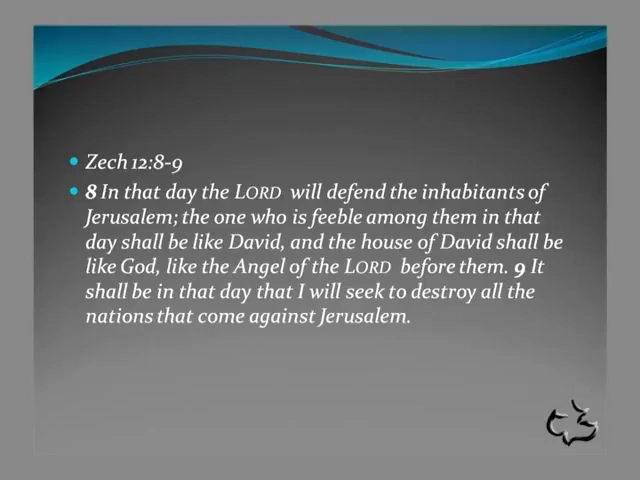 Zech 12:8-9
8 In that day the LORD will defend the inhabitants of
Jerusalem; the one who is feeble among them in that
day shall be like David, and the house of David shall be
like God, like the Angel of the LORD before them. 9 It
shall be in that day that I will seek to destroy all the
nations that come against Jerusalem.